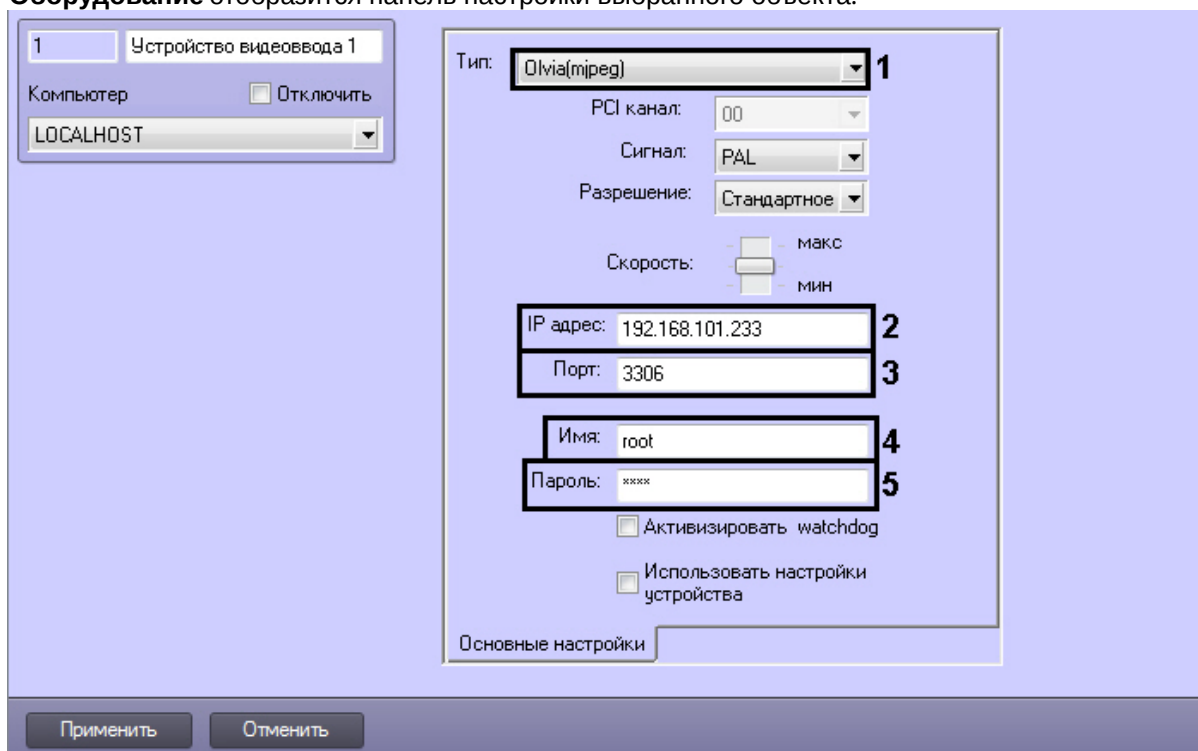 Оборудование отобразится панель настройки выбранного объекта.
1 Устройство видеоввода 1
Компьютер Отключить
LOCALHOST
Тип: Olvia(mjpeg) 1
PCI канал: 00
Сигнал: PAL
Разрешение: Стандартное
макс
Скорость:
мин
IP адрес: 192.168.101.233 2
Порт: 3306 3
Имя: root 4
Пароль: **** 5
Активизировать watchdog
Использовать настройки
устройства
Основные настройки
Применить Отменить